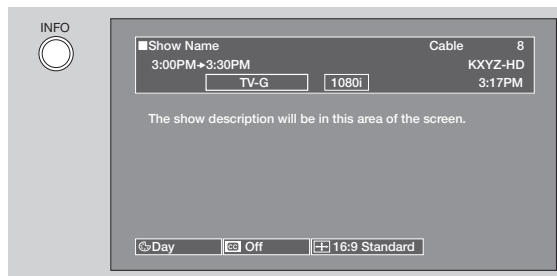 INFO
Show Name Cable 8
3:00PM→3:30PM KXYZ-HD
TV-G 1080i 3:17PM
The show description will be in this area of the screen.
Day CC Off 16:9 Standard